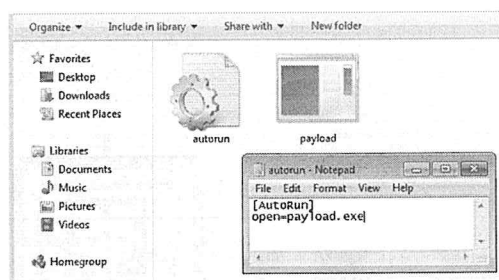 Organize ▼ Include in library ▼ Share with ▼ New folder
Favorites
Desktop
Downloads
Recent Places
Libraries
Documents
Music
Pictures
Videos
Homegroup
autorun payload
autorun - Notepad
File Edit Format View Help
[AutoRun]
open=payload.exe